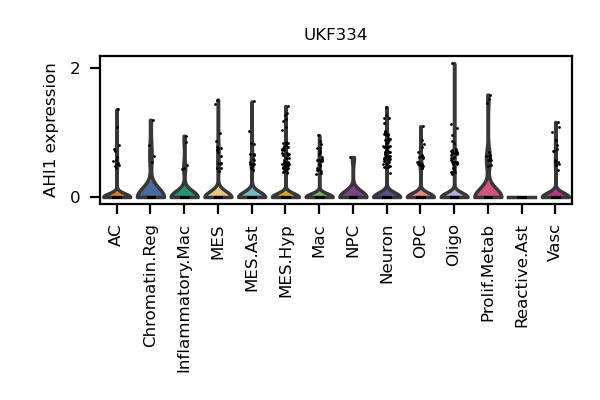 UKF334
AHI1 expression
2
0
AC
Chromatin.Reg
Inflammatory.Mac
MES
MES.Ast
MES.Hyp
Mac
NPC
Neuron
OPC
Oligo
Prolif.Metab
Reactive.Ast
Vasc